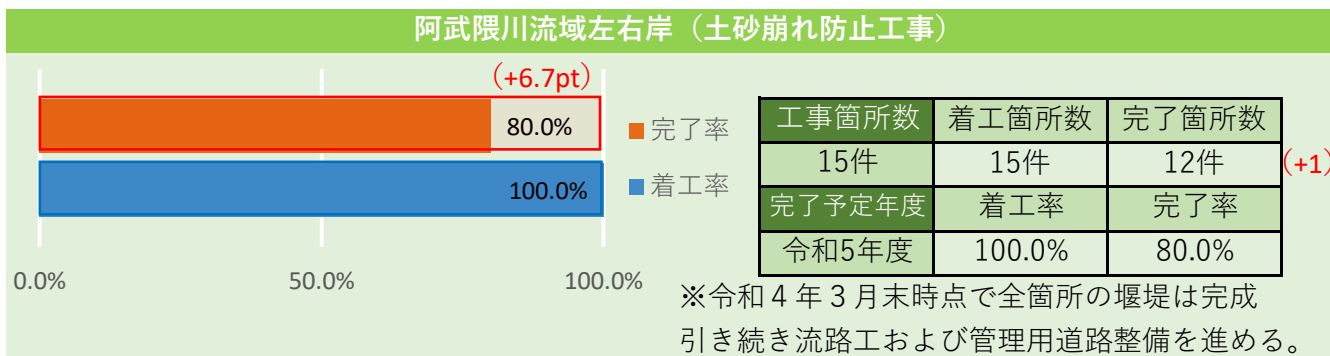 阿武隈川流域左右岸（土砂崩れ防止工事）
(+6.7pt)
80.0%
100.0%
完了率
着工率
0.0% 50.0% 100.0%
工事箇所数 着工箇所数 完了箇所数
15件 15件 12件 (+1)
完了予定年度 着工率 完了率
令和5年度 100.0% 80.0%
※令和４年３月末時点で全箇所の堰堤は完成
引き続き流路工および管理用道路整備を進める。